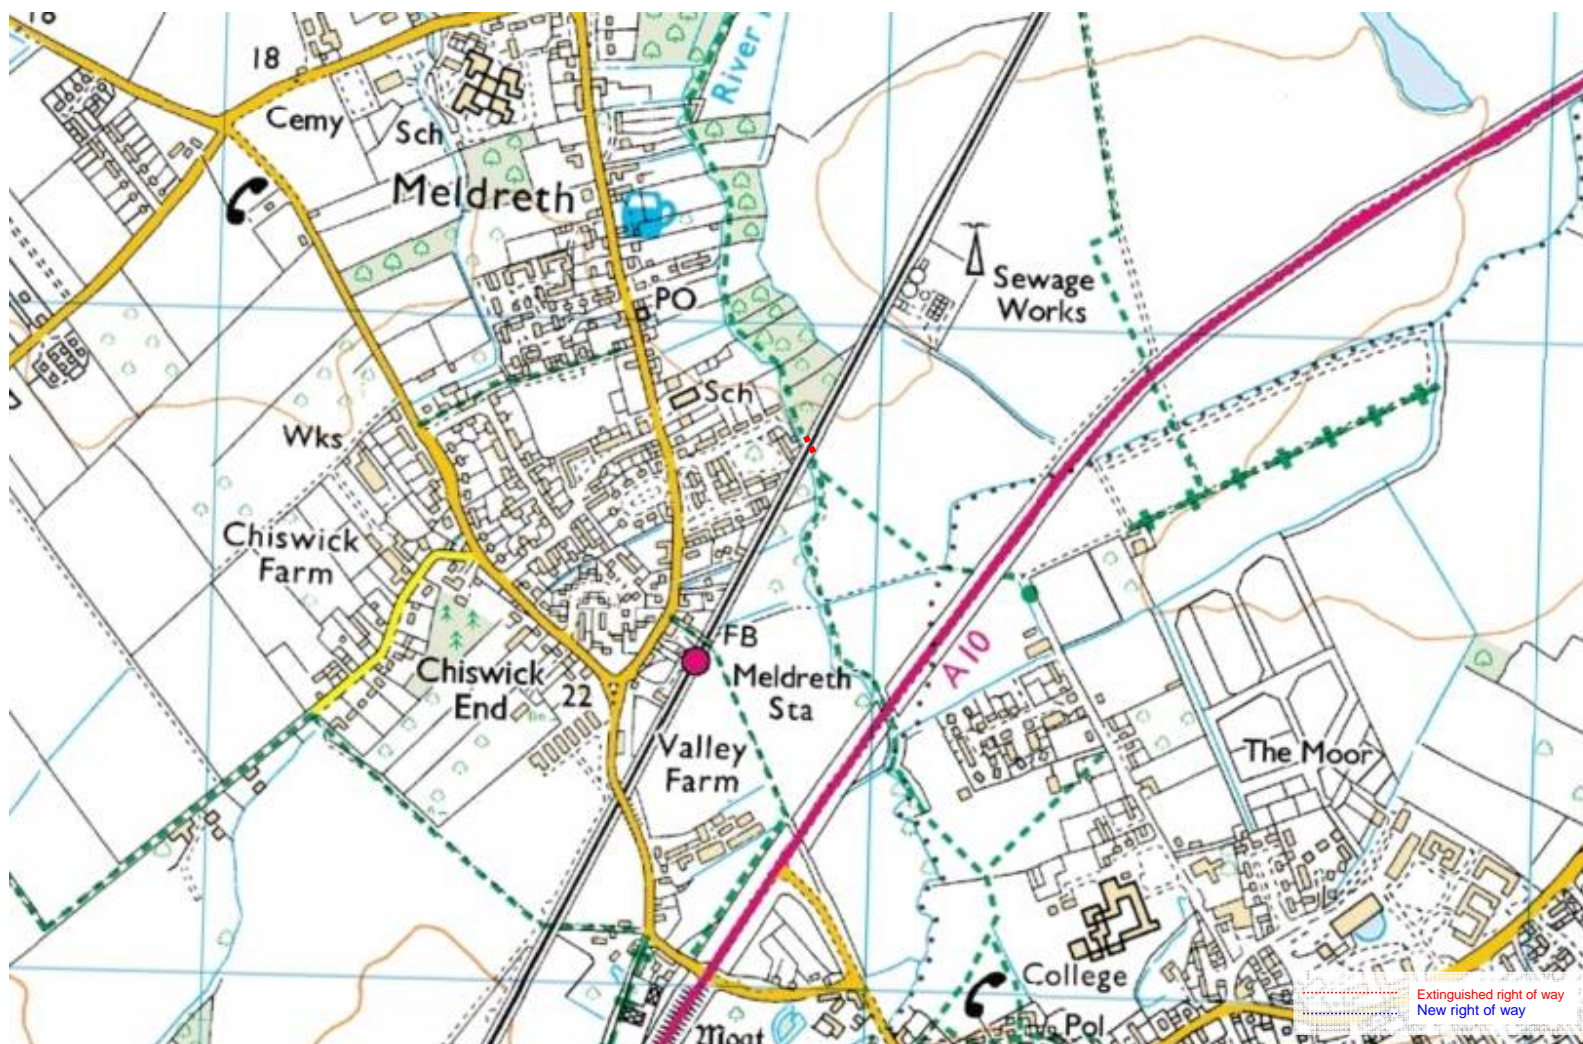 18
Cemy
Sch
River
Meldreth
PO
Sewage
Works
Sch
Wks
Chiswick
Farm
FB
A10
Meldreth
Sta
Chiswick
End
22
Valley
Farm
The Moor
College
Pol
Moat
Extinguished right of way
New right of way